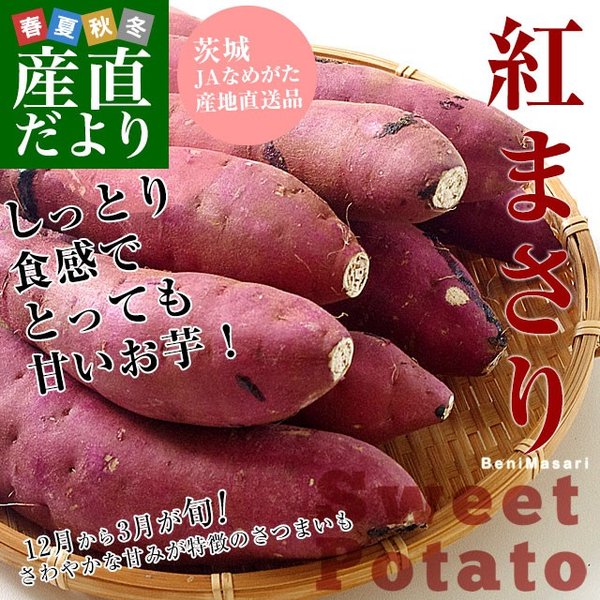 春夏秋冬
産直
だより
茨城
JAなめがた
産地直送品
紅まさり
BeniMasari
しっとり
食感で
とっても
甘いお芋！
Sweet
Potato
12月から3月が旬！
さわやかな甘みが特徴のさつまいも